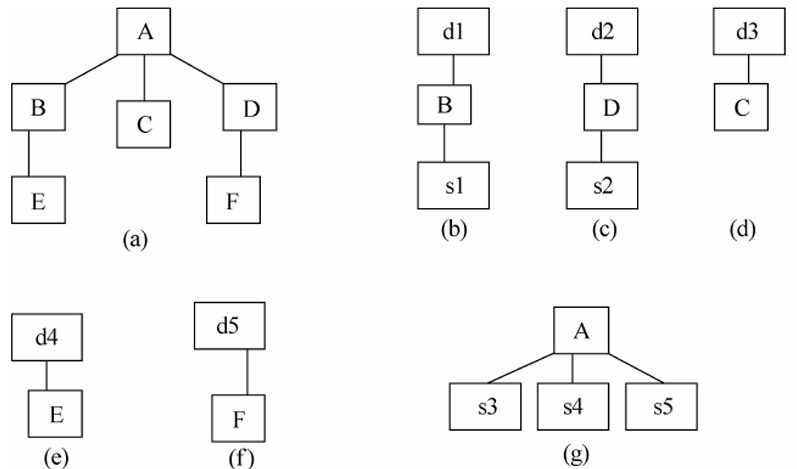 A
B
C
D
E
F
(a)
d1
B
s1
(b)
d2
D
s2
(c)
d3
C
(d)
d4
E
(e)
d5
F
(f)
A
s3
s4
s5
(g)